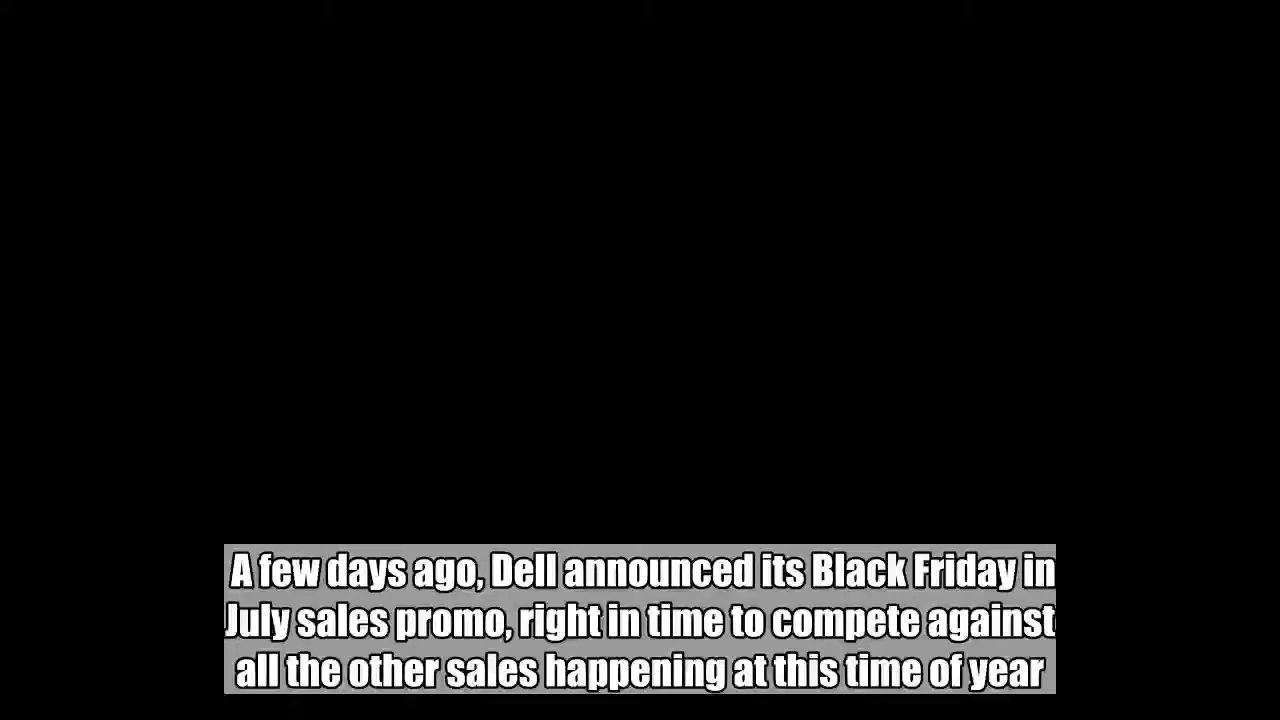 A few days ago, Dell announced its Black Friday in
July sales promo, right in time to compete against
all the other sales happening at this time of year